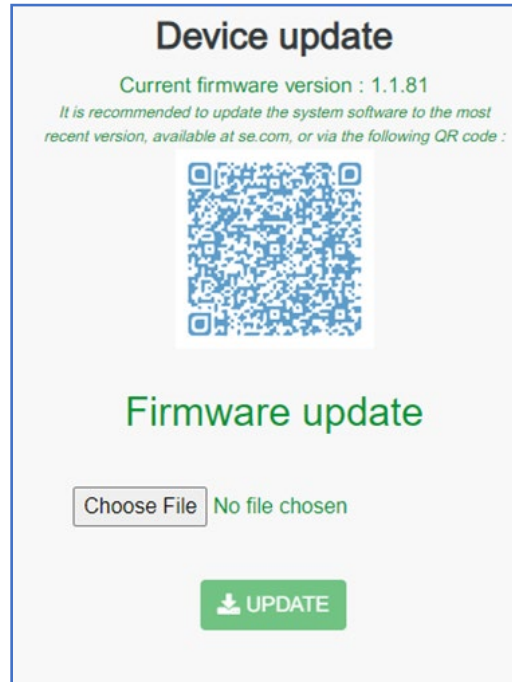 Device update
Current firmware version : 1.1.81
It is recommended to update the system software to the most
recent version, available at se.com, or via the following QR code :
Firmware update
Choose File No file chosen
UPDATE